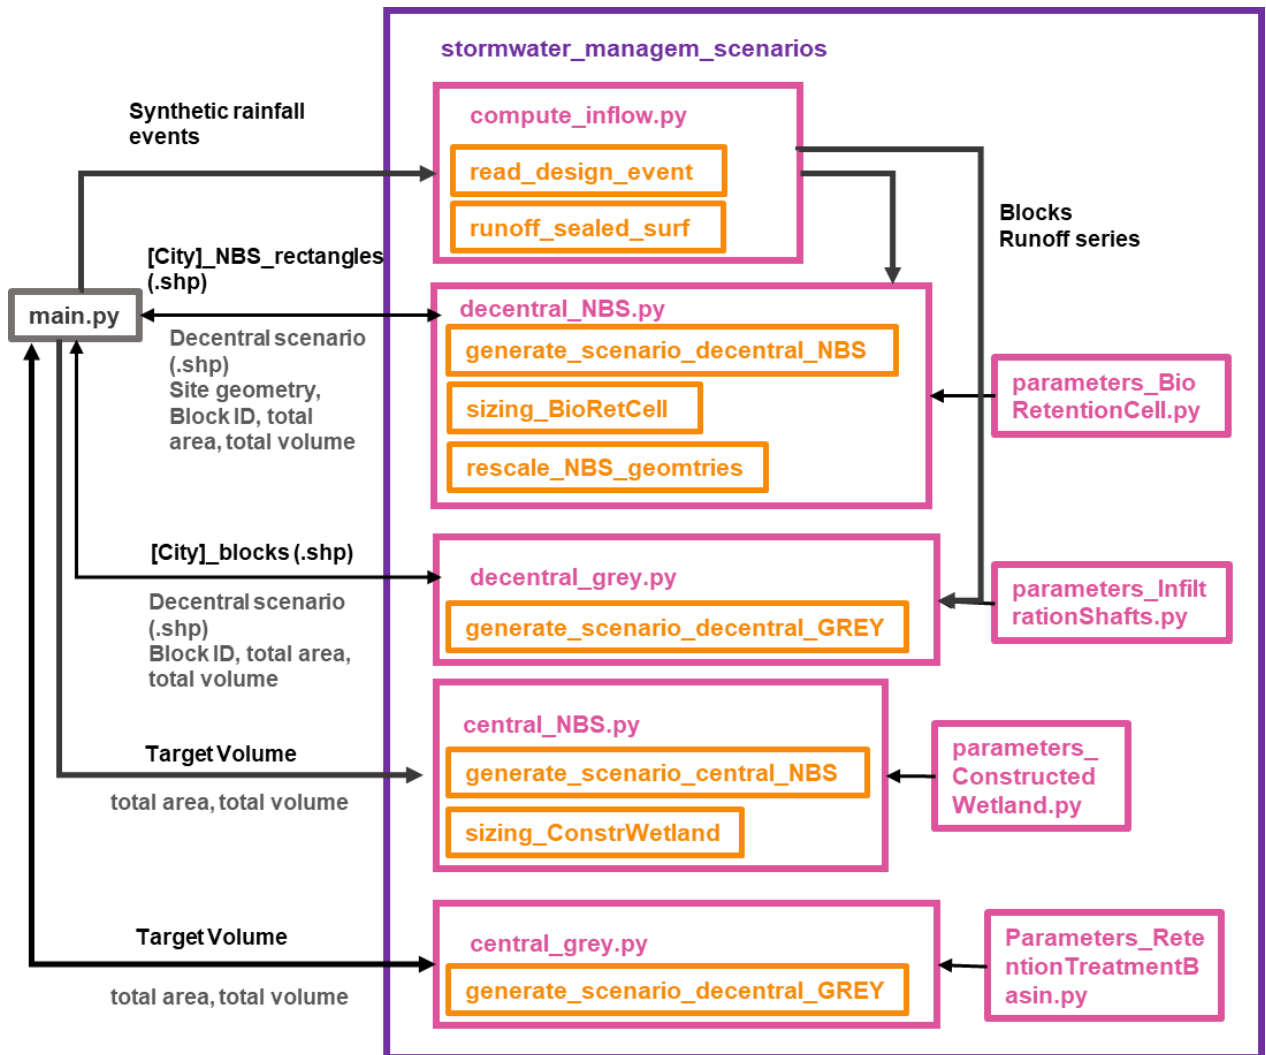 stormwater_managem_scenarios
Synthetic rainfall
events
compute_inflow.py
read_design_event
runoff_sealed_surf
Blocks
Runoff series
[City]_NBS_rectangles
(.shp)
main.py
Decentral scenario
(.shp)
Site geometry,
Block ID, total
area, total volume
decentral_NBS.py
generate_scenario_decentral_NBS
sizing_BioRetCell
rescale_NBS_geomtries
parameters_Bio
RetentionCell.py
[City]_blocks (.shp)
Decentral scenario
(.shp)
Block ID, total area,
total volume
decentral_grey.py
generate_scenario_decentral_GREY
parameters_Infilt
rationShafts.py
Target Volume
total area, total volume
central_NBS.py
generate_scenario_central_NBS
sizing_ConstrWetland
parameters_
Constructed
Wetland.py
Target Volume
total area, total volume
central_grey.py
generate_scenario_decentral_GREY
Parameters_Rete
ntionTreatmentB
asin.py